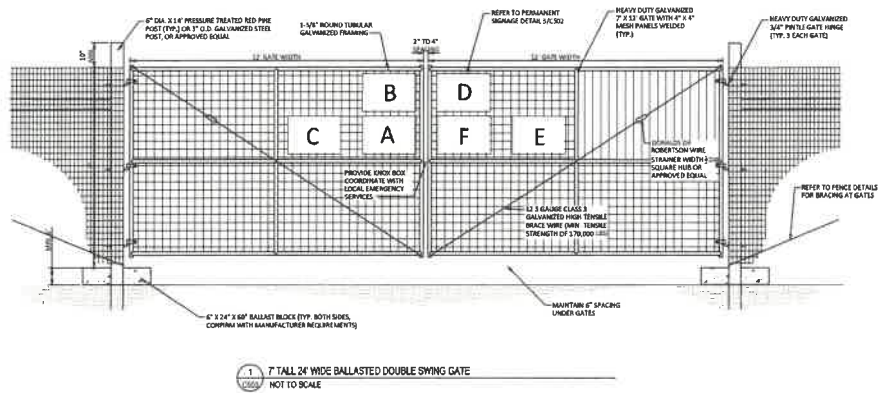 6" DIA. X 14' PRESSURE TREATED RED PINE
POST (TYP.) OR 3" O.D. GALVANIZED STEEL
POST, OR APPROVED EQUAL
1-5/8" ROUND TUBULAR
GALVANIZED FRAMING
2" TO 4"
SPACING
REFER TO PERMANENT
SIGNAGE DETAIL 5/C502
HEAVY DUTY GALVANIZED
7' X 12' GATE WITH 4" X 4"
MESH PANELS WELDED
(TYP.)
HEAVY DUTY GALVANIZED
3/4" PINTLE GATE HINGE
(TYP. 3 EACH GATE)
10"
MIN.
12' GATE WIDTH
12' GATE WIDTH
B
D
C
A
F
E
PROVIDE KNOX BOX
COORDINATE WITH
LOCAL EMERGENCY
SERVICES
ROBERTSON WIRE
STRAINER WIDTH
SQUARE HUB OR
APPROVED EQUAL
12.5 GAUGE CLASS 3
GALVANIZED HIGH TENSILE
BRACE WIRE (MIN. TENSILE
STRENGTH OF 170,000
REFER TO FENCE DETAILS
FOR BRACING AT GATES
MAINTAIN 6" SPACING
UNDER GATES
6" X 24" X 60" BALLAST BLOCK (TYP. BOTH SIDES,
CONFIRM WITH MANUFACTURER REQUIREMENTS)
1
7' TALL 24' WIDE BALLASTED DOUBLE SWING GATE
NOT TO SCALE